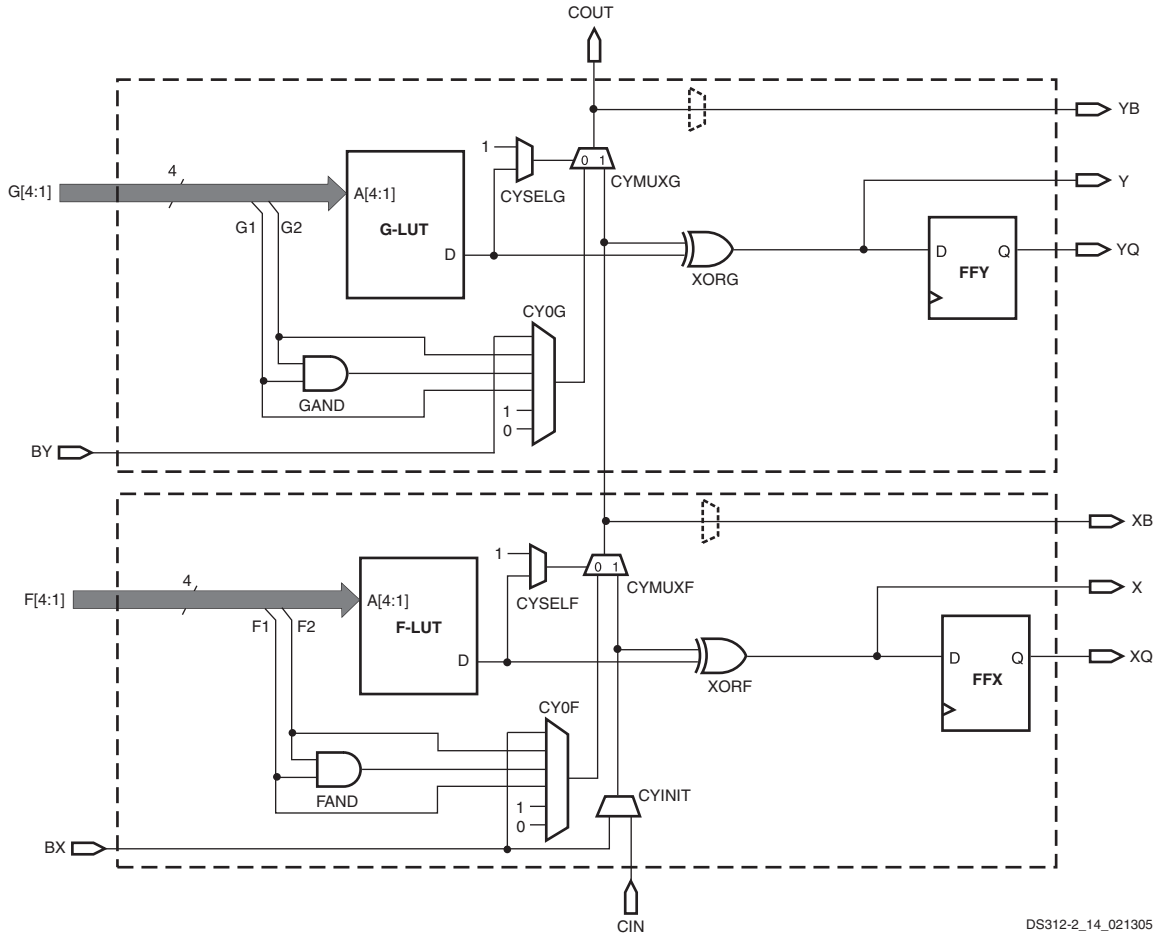 COUT
YB
1
0 1
4
G[4:1]
A[4:1]
CYSELG
CYMUXG
Y
G1
G2
G-LUT
D
XORG
D
Q
FFY
YQ
CY0G
GAND
1
0
BY
XB
1
0 1
4
F[4:1]
A[4:1]
CYSELF
CYMUXF
X
F1
F2
F-LUT
D
XORF
D
Q
FFX
XQ
CY0F
FAND
CYINIT
1
0
BX
CIN
DS312-2_14_021305